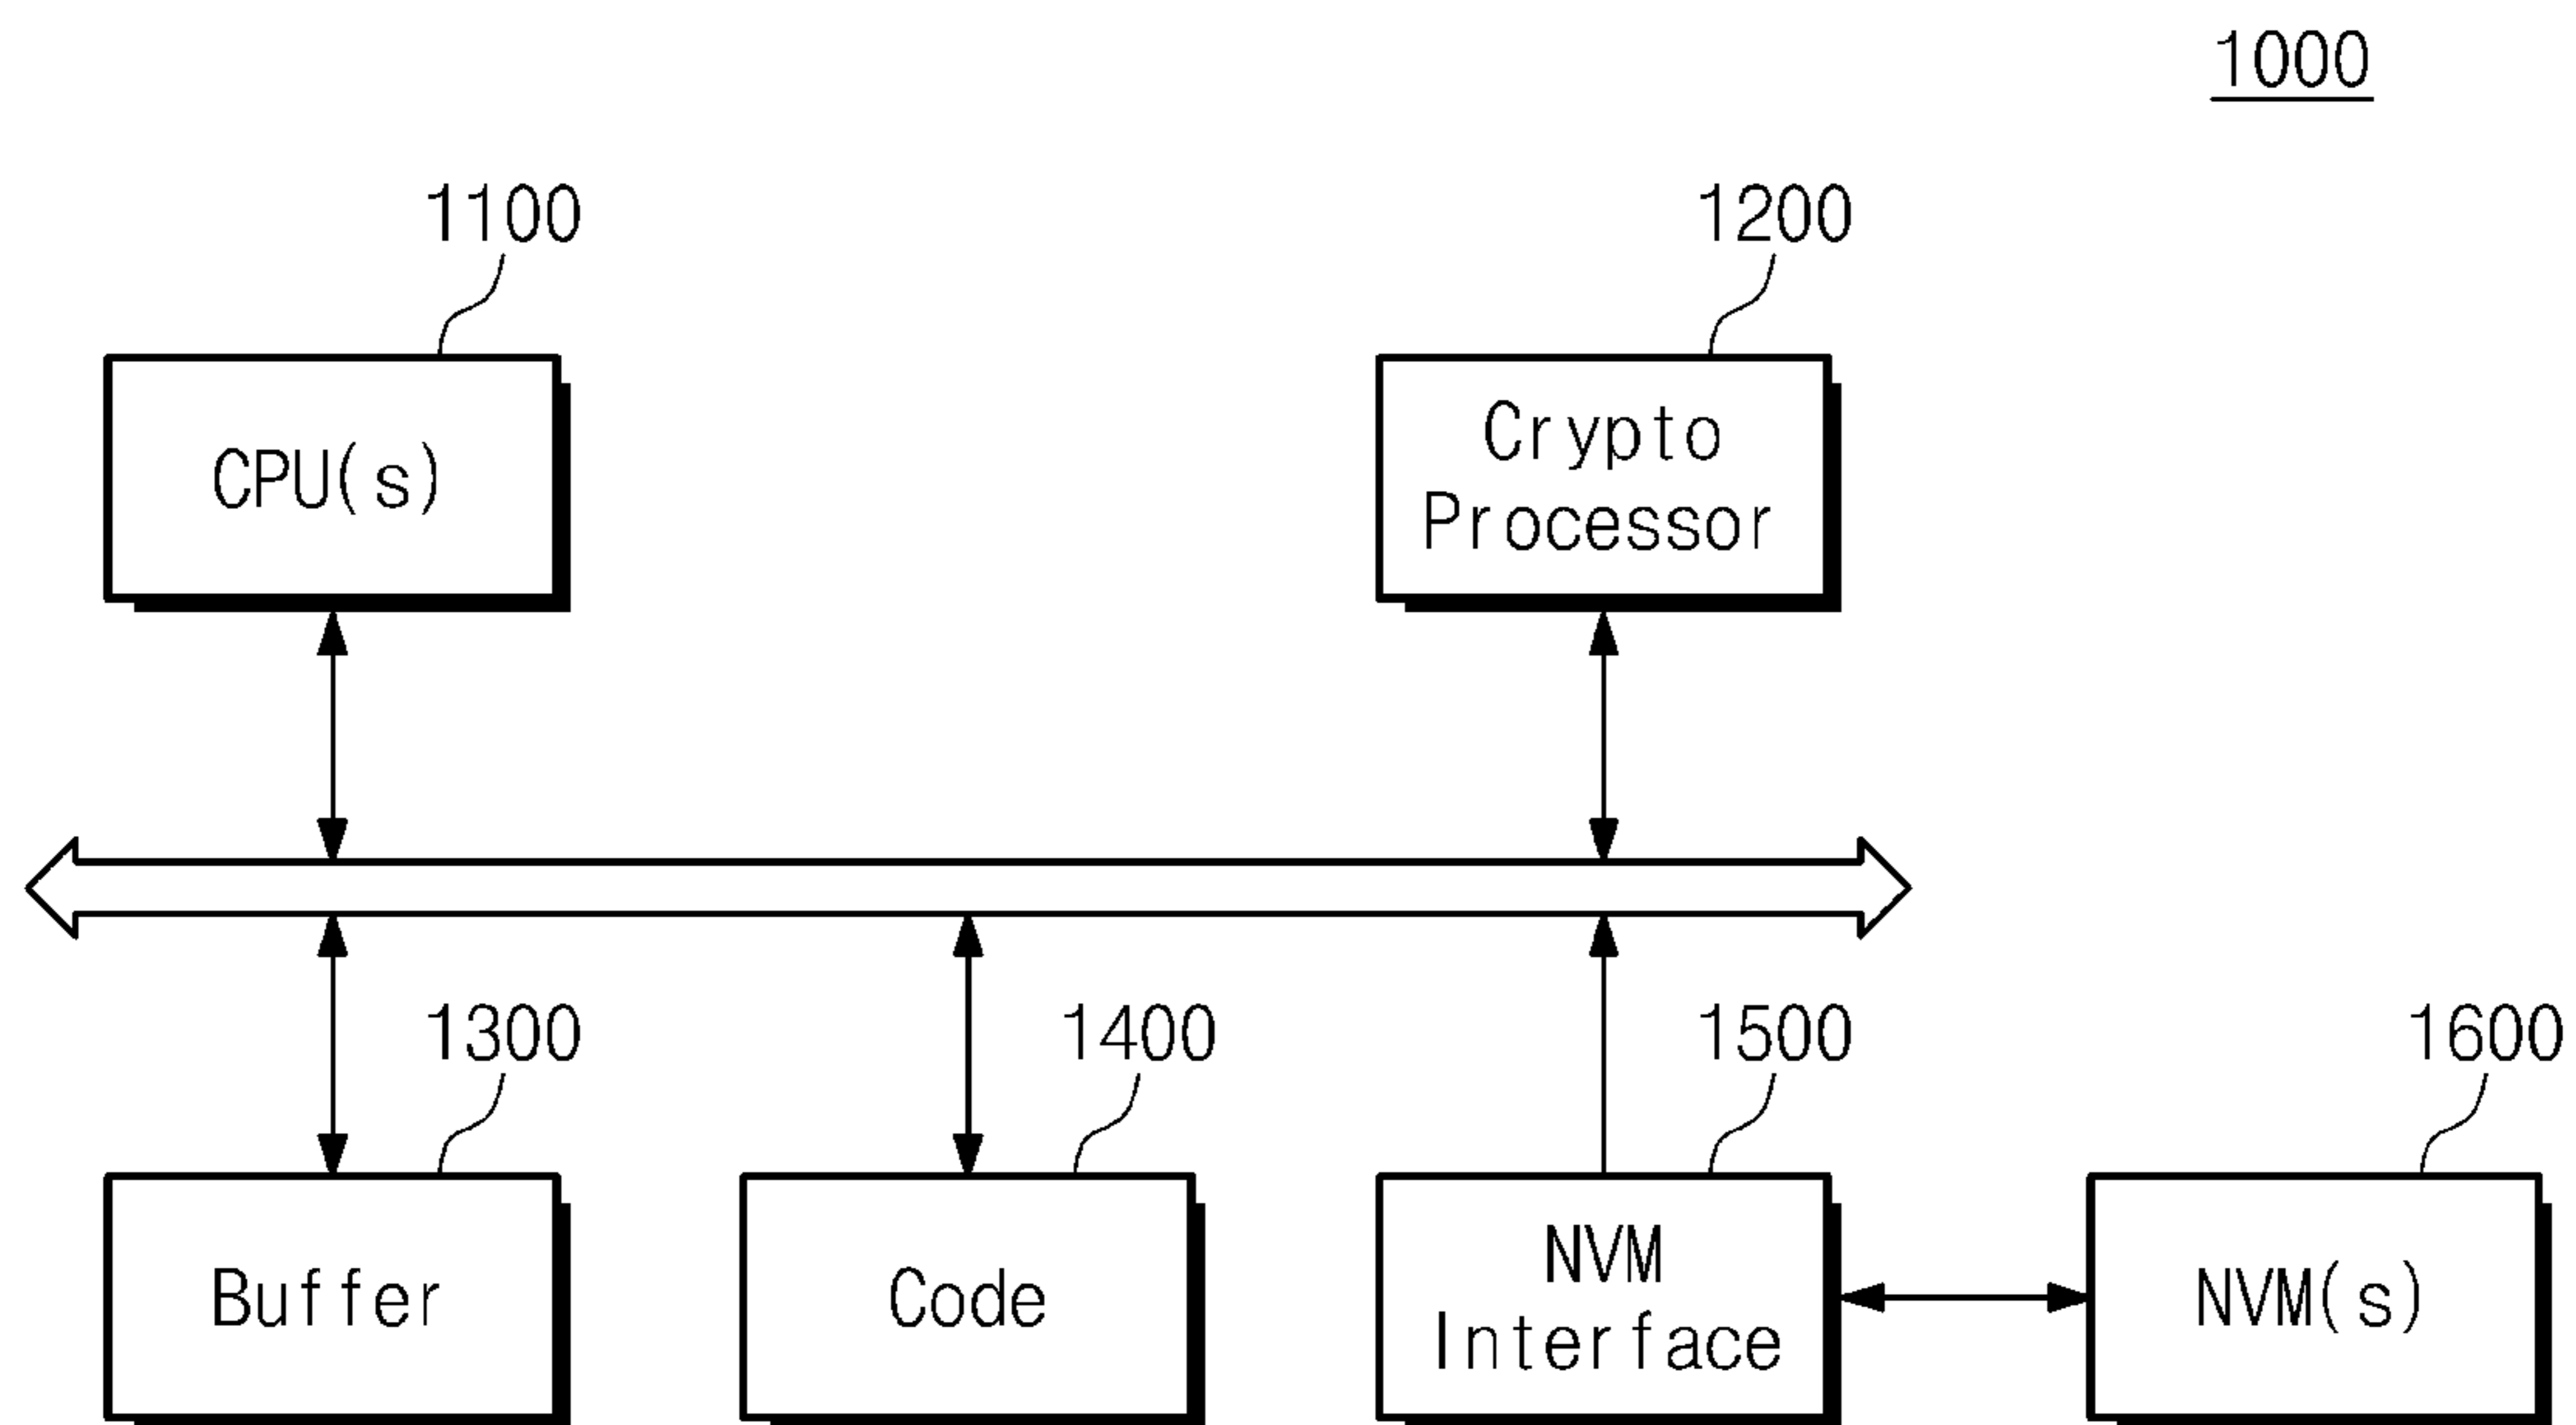 1000
1100
1200
CPU(s)
Crypto
Processor
1300
1400
1500
1600
Buffer
Code
NVM
Interface
NVM(s)